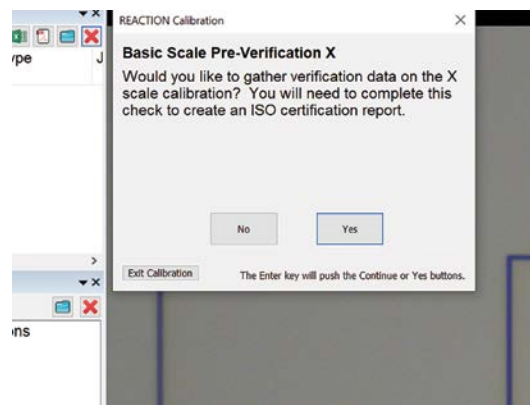 REACTION Calibration
ype
J
Basic Scale Pre-Verification X
Would you like to gather verification data on the X
scale calibration? You will need to complete this
check to create an ISO certification report.
No
Yes
Exit Calibration
The Enter key will push the Continue or Yes buttons.
ns